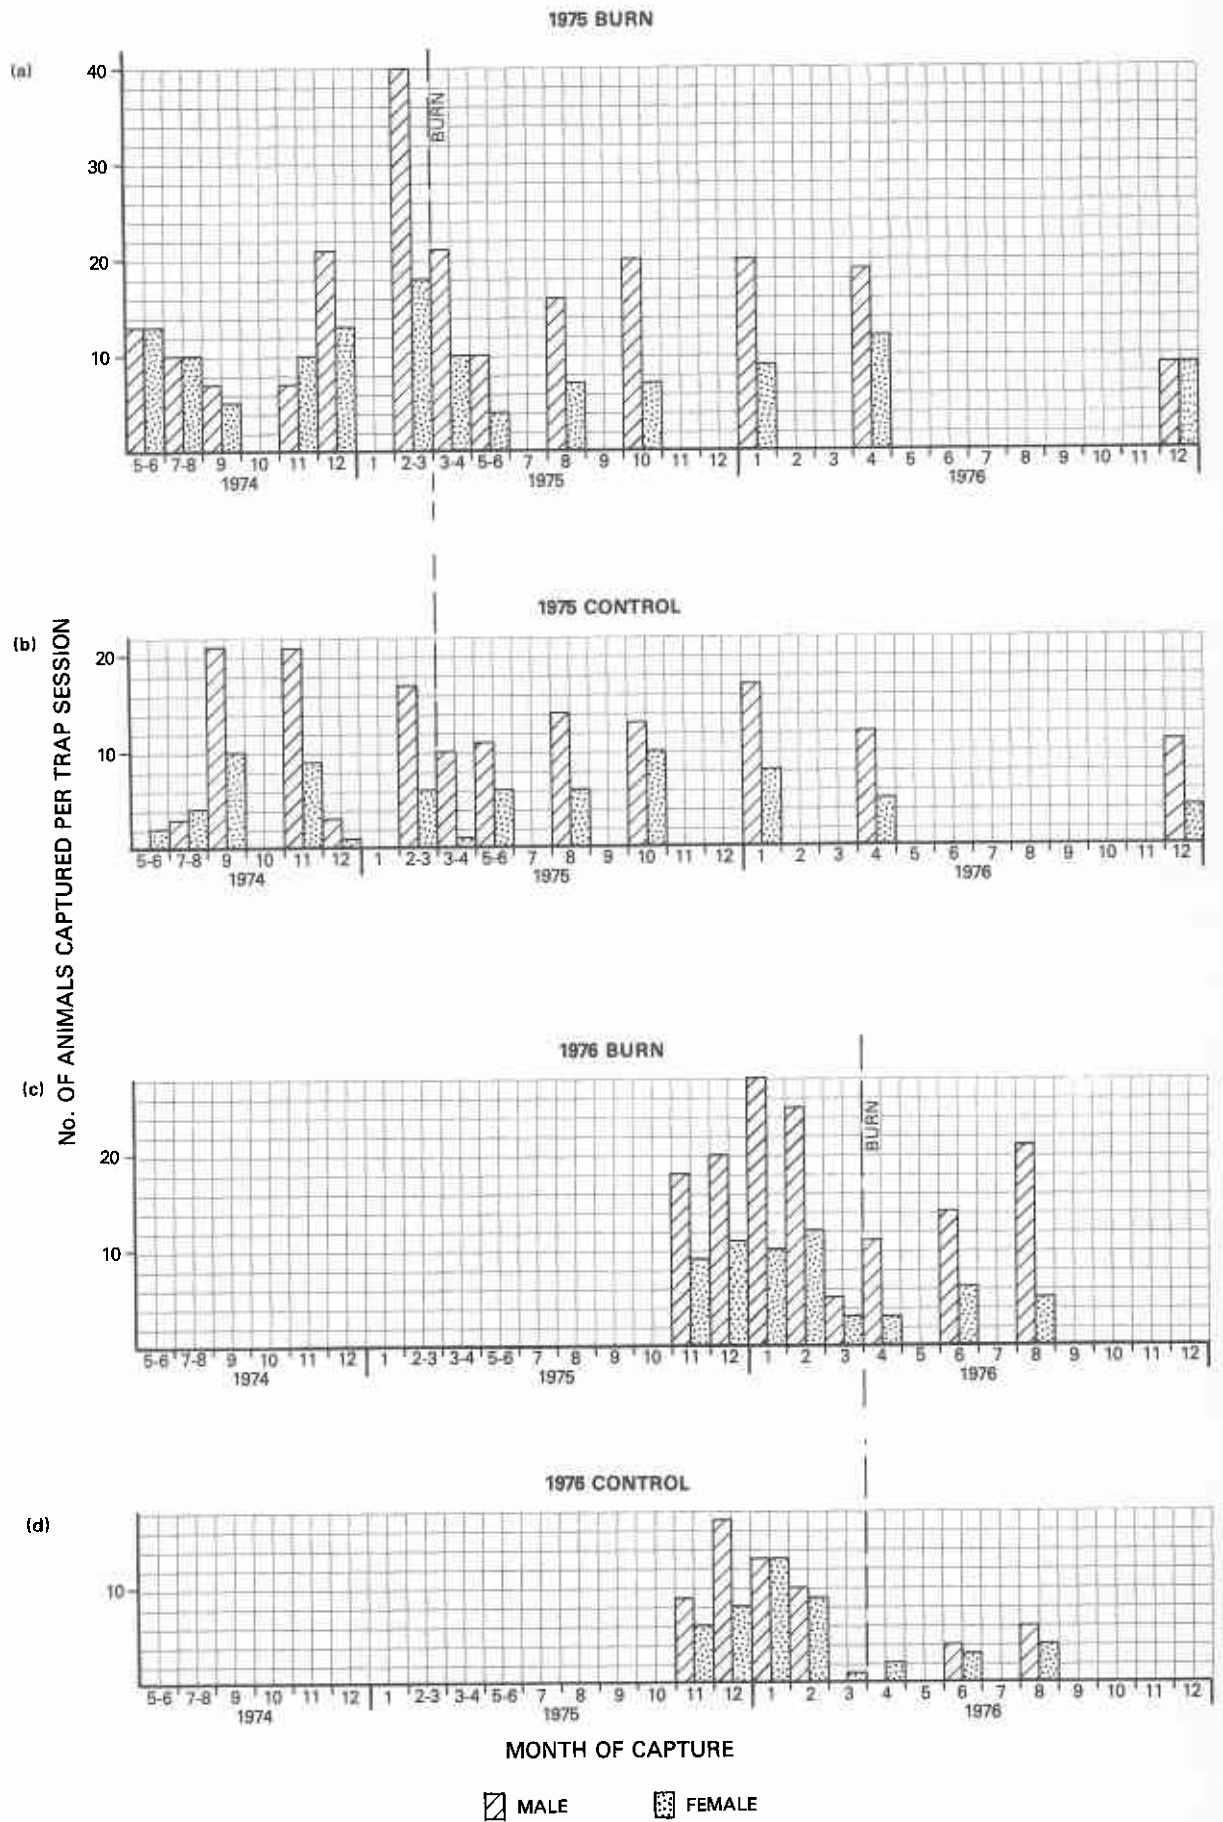 1975 BURN
(a)
40
30
20
10
BURN
5-6 7-8 9 10 11 12 1 2-3 3-4 5-6 7 8 9 10 11 12 1 2 3 4 5 6 7 8 9 10 11 12
1974 1975 1976
No. OF ANIMALS CAPTURED PER TRAP SESSION
1975 CONTROL
(b)
20
10
5-6 7-8 9 10 11 12 1 2-3 3-4 5-6 7 8 9 10 11 12 1 2 3 4 5 6 7 8 9 10 11 12
1974 1975 1976
1976 BURN
(c)
20
10
BURN
5-6 7-8 9 10 11 12 1 2-3 3-4 5-6 7 8 9 10 11 12 1 2 3 4 5 6 7 8 9 10 11 12
1974 1975 1976
1976 CONTROL
(d)
10
5-6 7-8 9 10 11 12 1 2-3 3-4 5-6 7 8 9 10 11 12 1 2 3 4 5 6 7 8 9 10 11 12
1974 1975 1976
MONTH OF CAPTURE
MALE FEMALE